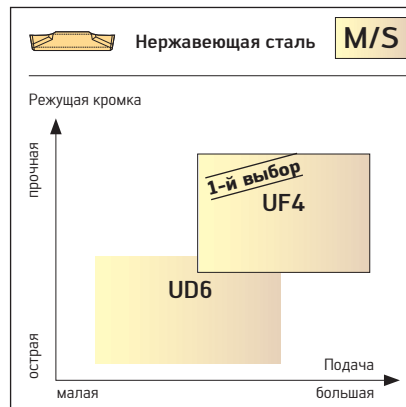 Нержавеющая сталь
M/S
Режущая кромка
прочная
1-й выбор
UF4
UD6
острая
Подача
малая
большая